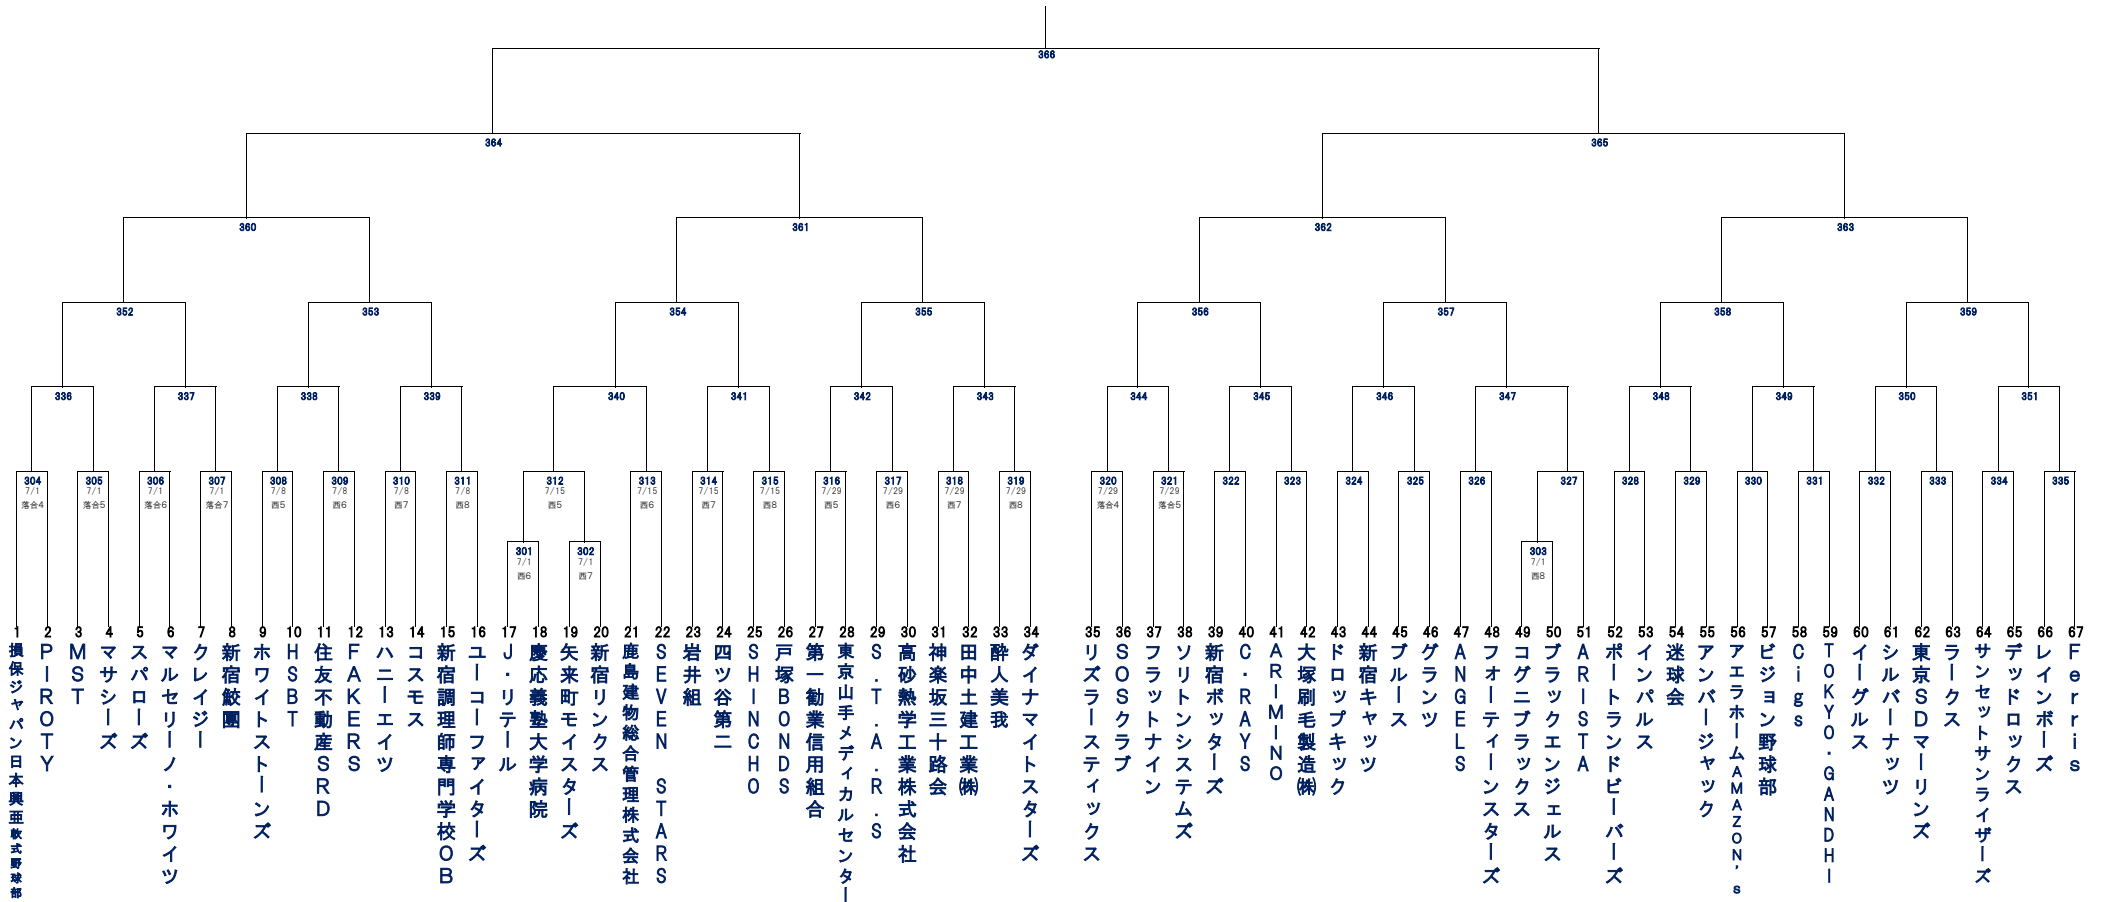 366
364
365
360
361
362
363
352
353
354
355
356
357
358
359
336
337
338
339
340
341
342
343
344
345
346
347
348
349
350
351
304
7/1
落合4
305
7/1
落合5
306
7/1
落合6
307
7/1
落合7
308
7/8
西5
309
7/8
西6
310
7/8
西7
311
7/8
西8
312
7/15
西5
313
7/15
西6
314
7/15
西7
315
7/15
西8
316
7/29
西5
317
7/29
西6
318
7/29
西7
319
7/29
西8
320
7/29
落合4
321
7/29
落合5
322
323
324
325
326
327
328
329
330
331
332
333
334
335
301
7/1
西6
302
7/1
西7
303
7/1
西8
1
損保ジャパン日本興亜軟式野球部
2
PIROTY
3
MST
4
マサシーズ
5
スパローズ
6
マルセリーノ・ホワイツ
7
クレイジー
8
新宿鮫團
9
ホワイトストーンズ
10
HSBT
11
住友不動産SRD
12
FAKERS
13
ハニーエイツ
14
コスモス
15
新宿調理師専門学校OB
16
ユーコーファイターズ
17
J・リテール
18
慶応義塾大学病院
19
矢来町モイスターズ
20
新宿リンクス
21
鹿島建物総合管理株式会社
22
SEVEN STARS
23
岩井組
24
四ツ谷第二
25
SHINCHO
26
戸塚BONDS
27
第一勧業信用組合
28
東京山手メディカルセンター
29
S.T.A.R.S
30
高砂熱学工業株式会社
31
神楽坂三十路会
32
田中土建工業㈱
33
酔人美我
34
ダイナマイトスターズ
35
リズラースティックス
36
SOSクラブ
37
フラットナイン
38
ソリトンシステムズ
39
新宿ボッターズ
40
C・RAYS
41
ARIMINO
42
大塚刷毛製造㈱
43
ドロップキック
44
新宿キャッツ
45
ブルース
46
グランツ
47
ANGELS
48
フォーティーンスターズ
49
コグニブラックス
50
ブラックエンジェルス
51
ARISTA
52
ポートランドビーバーズ
53
インパルス
54
迷球会
55
アンバージャック
56
アエラホームAMAZON's
57
ビジョン野球部
58
Cigs
59
TOKYO・GANDHI
60
イーグルス
61
シルバーナッツ
62
東京SDマーリンズ
63
ラークス
64
サンセットサンライザーズ
65
デッドロックス
66
レインボーズ
67
Ferris